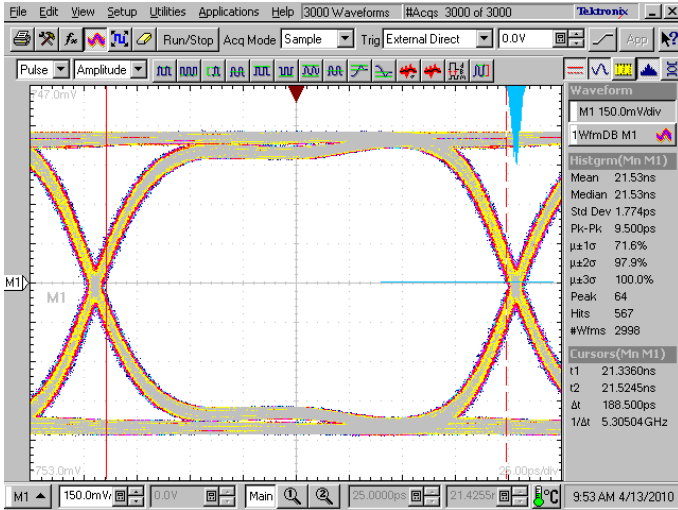 File Edit View Setup Utilities Applications Help 3000 Waveforms #Acqs 3000 of 3000 Tektronix
Run/Stop Acq Mode Sample Trig External Direct 0.0V App
Pulse Amplitude
747.0mV
M1
M1
753.0mV
25.00ps/div
Waveform
M1 150.0mV/div
1WfmDB M1
Histgrm(Mn M1)
Mean 21.53ns
Median 21.53ns
Std Dev 1.774ps
Pk-Pk 9.500ps
µ±1σ 71.6%
µ±2σ 97.9%
µ±3σ 100.0%
Peak 64
Hits 567
#Wfms 2998
Cursors(Mn M1)
t1 21.3360ns
t2 21.5245ns
Δt 188.500ps
1/Δt 5.30504GHz
M1 150.0mV/ 0.0V Main 25.0000ps 21.4255r °C 9:53 AM 4/13/2010